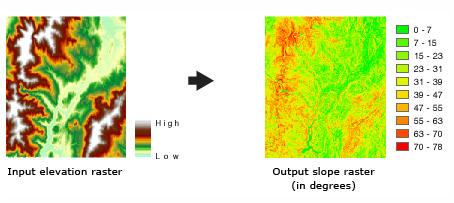 High
Low
Input elevation raster
0 - 7
7 - 15
15 - 23
23 - 31
31 - 39
39 - 47
47 - 55
55 - 63
63 - 70
70 - 78
Output slope raster
(in degrees)